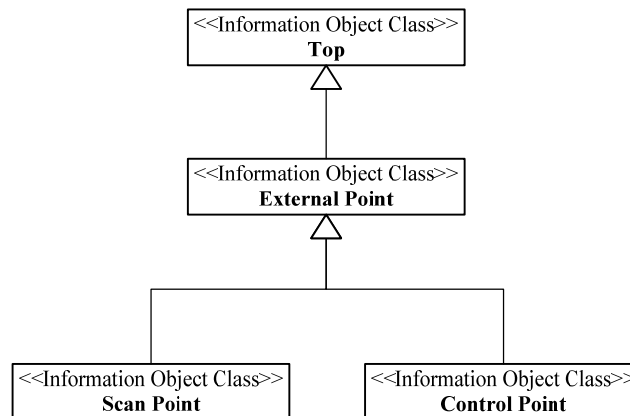 <<Information Object Class>>
Top
<<Information Object Class>>
External Point
<<Information Object Class>>
Scan Point
<<Information Object Class>>
Control Point